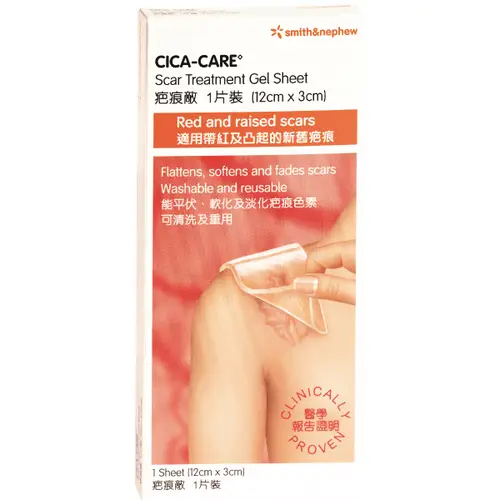 smith&nephew
CICA-CARE◊
Scar Treatment Gel Sheet
疤痕敵 1片裝 (12cm x 3cm)
Red and raised scars
適用帶紅及凸起的新舊疤痕
Flattens, softens and fades scars
Washable and reusable
能平伏、軟化及淡化疤痕色素
可清洗及重用
CLINICALLY
醫學
報告證明
PROVEN
1 Sheet (12cm x 3cm)
疤痕敵 1片裝